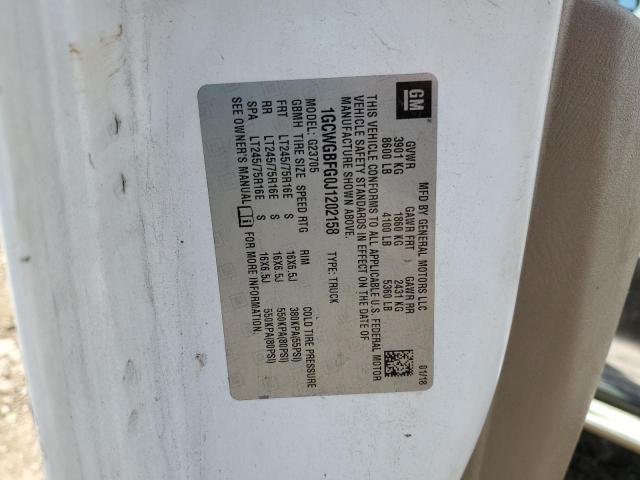 GM
MFD BY GENERAL MOTORS LLC
01/18
GVWR GAWR FRT GAWR RR
3901 KG 1860 KG 2431 KG
8600 LB 4100 LB 5360 LB
THIS VEHICLE CONFORMS TO ALL APPLICABLE U.S. FEDERAL MOTOR
VEHICLE SAFETY STANDARDS IN EFFECT ON THE DATE OF
MANUFACTURE SHOWN ABOVE.
1GCWGBFG0J1202158 TYPE: TRUCK
MODEL: G23705
GBMH TIRE SIZE SPEED RTG RIM COLD TIRE PRESSURE
FRT LT245/75R16E S 16X6.5J 380KPA(55PSI)
RR LT245/75R16E S 16X6.5J 550KPA(80PSI)
SPA LT245/75R16E S 16X6.5J 550KPA(80PSI)
SEE OWNER'S MANUAL FOR MORE INFORMATION.